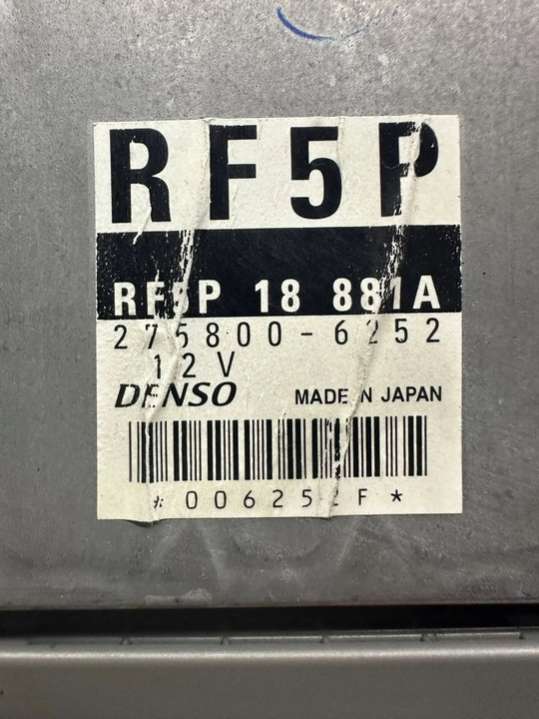 RF5P
RF5P 18 881A
275800-6252
12V
DENSO MADE IN JAPAN
*006252F*